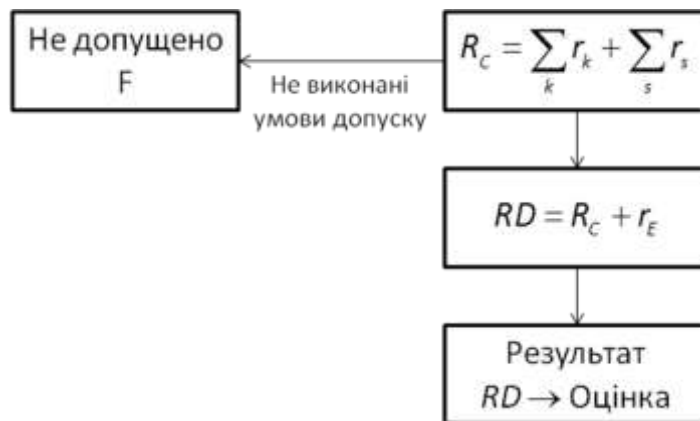 Не допущено
F
R_C = ∑_k r_k + ∑_s r_s
Не виконані
умови допуску
RD = R_C + r_E
Результат
RD → Оцінка